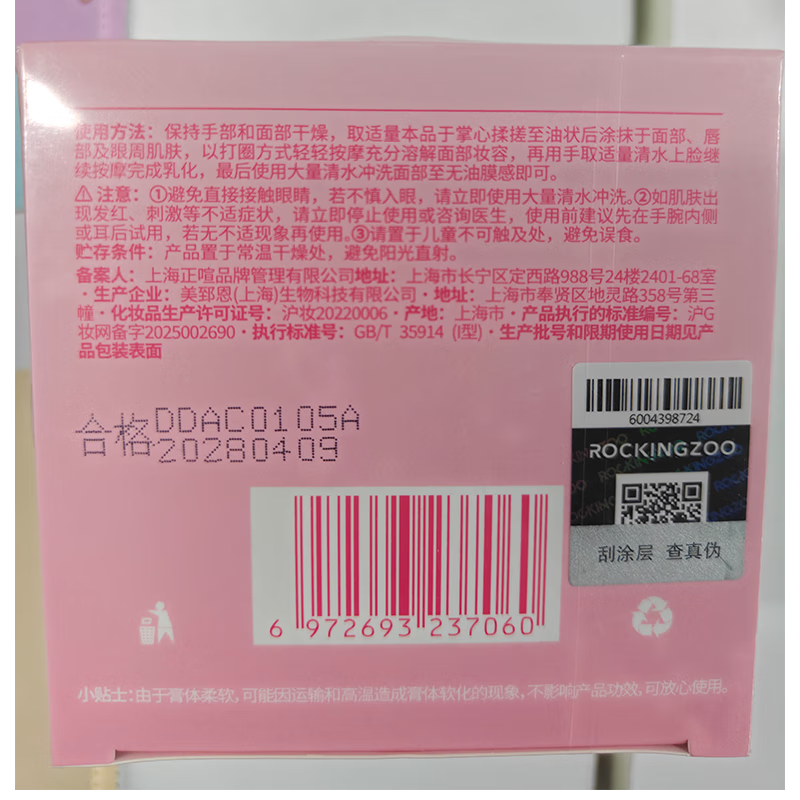 使用方法：保持手部和面部干燥，取适量本品于掌心揉搓至油状后涂抹于面部、唇
部及眼周肌肤，以打圈方式轻轻按摩充分溶解面部妆容，再用手取适量清水上脸继
续按摩完成乳化，最后使用大量清水冲洗面部至无油膜感即可。
注意：①避免直接接触眼睛，若不慎入眼，请立即使用大量清水冲洗。②如肌肤出
现发红、刺激等不适症状，请立即停止使用或咨询医生，使用前建议先在手腕内侧
或耳后试用，若无不适现象再使用。③请置于儿童不可触及处，避免误食。
贮存条件：产品置于常温干燥处，避免阳光直射。
备案人：上海正喧品牌管理有限公司地址：上海市长宁区定西路988号24楼2401-68室
·生产企业：美郅恩(上海)生物科技有限公司·地址：上海市奉贤区地灵路358号第三
幢·化妆品生产许可证号：沪妆20220006·产地：上海市·产品执行的标准编号：沪G
妆网备字2025002690·执行标准号：GB/T 35914 (I型)·生产批号和限期使用日期见产
品包装表面
合格DDAC0105A
20280409
6004398724
ROCKINGZOO
刮涂层 查真伪
6 972693 237060
小贴士：由于膏体柔软，可能因运输和高温造成膏体软化的现象，不影响产品功效，可放心使用。